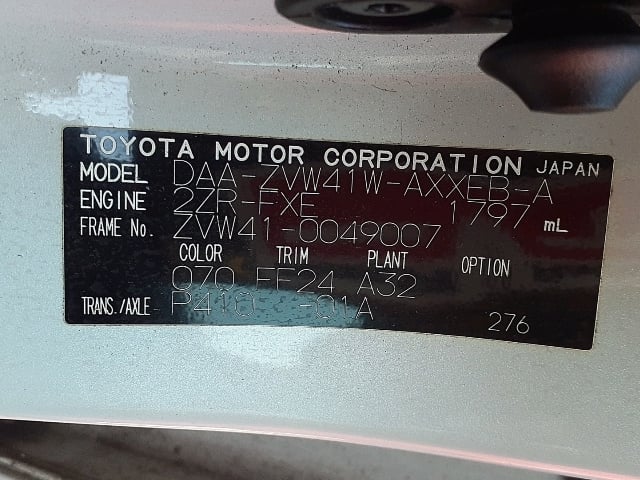 TOYOTA MOTOR CORPORATION JAPAN
MODEL DAA-ZVW41W-AXXEB-A
ENGINE 2ZR-FXE 1797 mL
FRAME No. ZVW41-0049007
COLOR TRIM PLANT OPTION
070 FE24 A32
TRANS./AXLE -01A
276